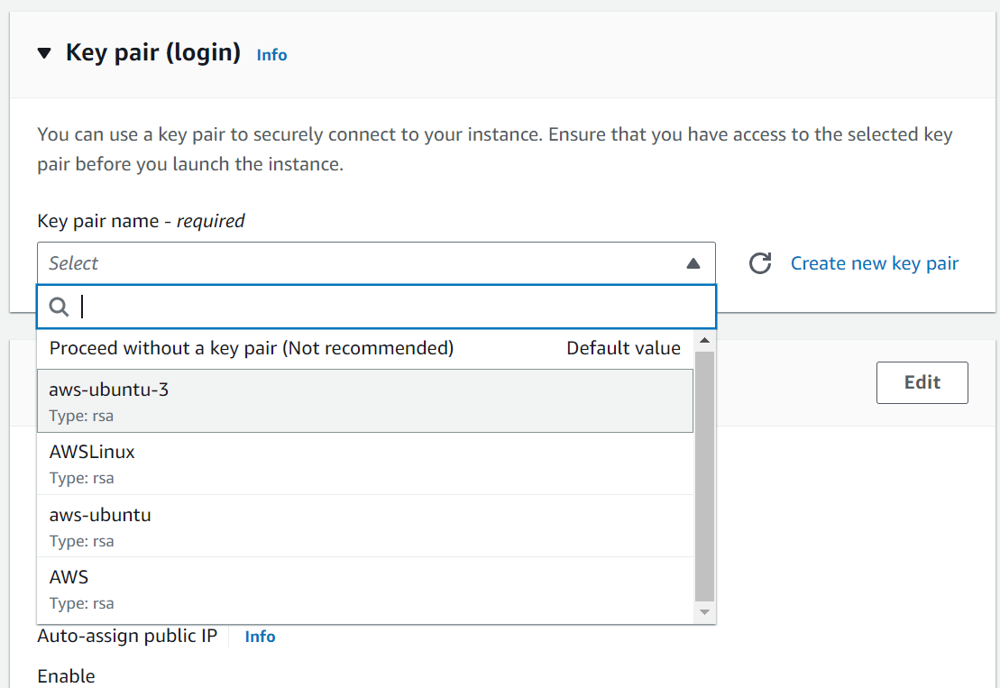 Key pair (login) Info
You can use a key pair to securely connect to your instance. Ensure that you have access to the selected key
pair before you launch the instance.
Key pair name - required
Select
Create new key pair
Proceed without a key pair (Not recommended) Default value
Edit
aws-ubuntu-3
Type: rsa
AWSLinux
Type: rsa
aws-ubuntu
Type: rsa
AWS
Type: rsa
Auto-assign public IP Info
Enable